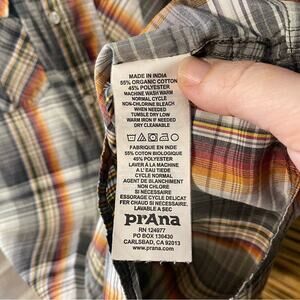 MADE IN INDIA
55% ORGANIC COTTON
45% POLYESTER
MACHINE WASH WARM
NORMAL CYCLE
NON-CHLORINE BLEACH
WHEN NEEDED
TUMBLE DRY LOW
WARM IRON IF NEEDED
DRY CLEANABLE
FABRIQUE EN INDE
55% COTON BIOLOGIQUE
45% POLYESTER
LAVER A LA MACHINE
A L'EAU TIEDE
CYCLE NORMAL
AGENT DE BLANCHIMENT
NON CHLORE
SI NECESSAIRE
ESSORAGE CYCLE DELICAT
FER CHAUD SI NECESSAIRE.
LAVABLE A SEC
prAna
RN 124977
PO BOX 130430
CARLSBAD, CA 92013
www.prana.com